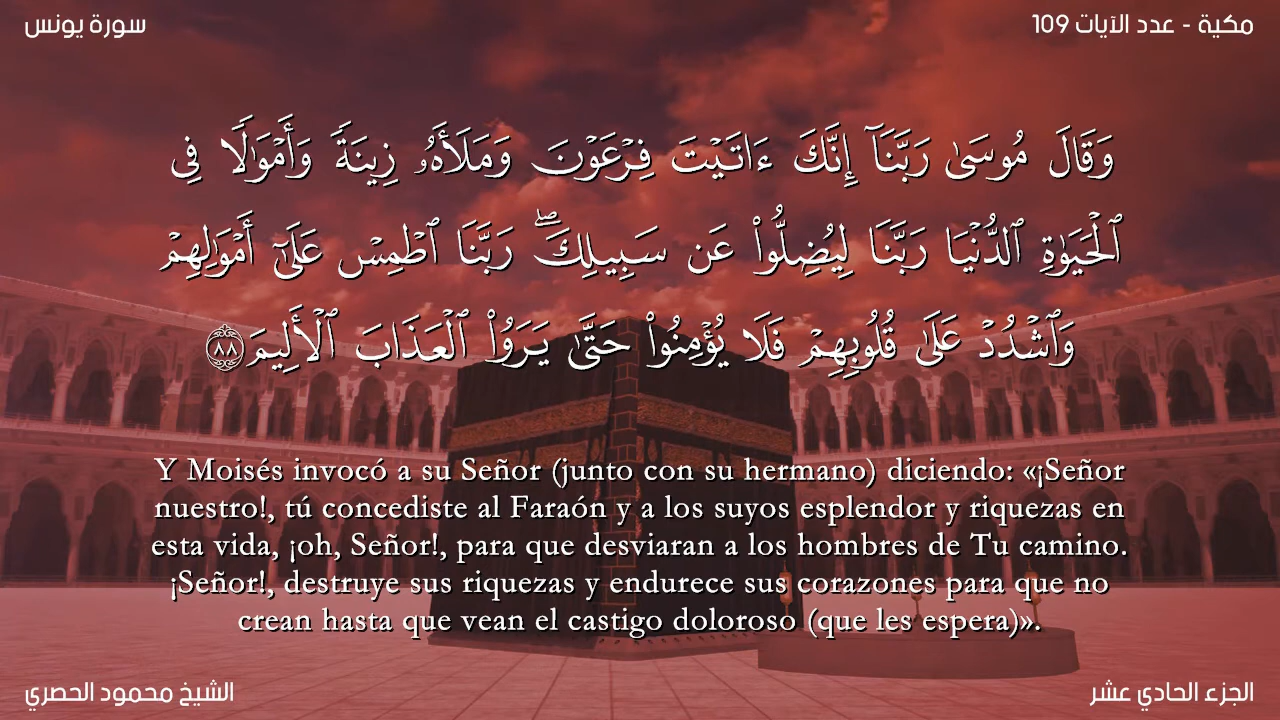 مكية - عدد الآيات 109
سورة يونس
وَقَالَ مُوسَىٰ رَبَّنَآ إِنَّكَ ءَاتَيْتَ فِرْعَوْنَ وَمَلَأَهُۥ زِينَةً وَأَمْوَٰلًا فِى
ٱلْحَيَوٰةِ ٱلدُّنْيَا رَبَّنَا لِيُضِلُّوا۟ عَن سَبِيلِكَ ۖ رَبَّنَا ٱطْمِسْ عَلَىٰٓ أَمْوَٰلِهِمْ
وَٱشْدُدْ عَلَىٰ قُلُوبِهِمْ فَلَا يُؤْمِنُوا۟ حَتَّىٰ يَرَوُا۟ ٱلْعَذَابَ ٱلْأَلِيمَ ٨٨
Y Moisés invocó a su Señor (junto con su hermano) diciendo: «¡Señor
nuestro!, tú concediste al Faraón y a los suyos esplendor y riquezas en
esta vida, ¡oh, Señor!, para que desviaran a los hombres de Tu camino.
¡Señor!, destruye sus riquezas y endurece sus corazones para que no
crean hasta que vean el castigo doloroso (que les espera)».
الجزء الحادي عشر
الشيخ محمود الحصري